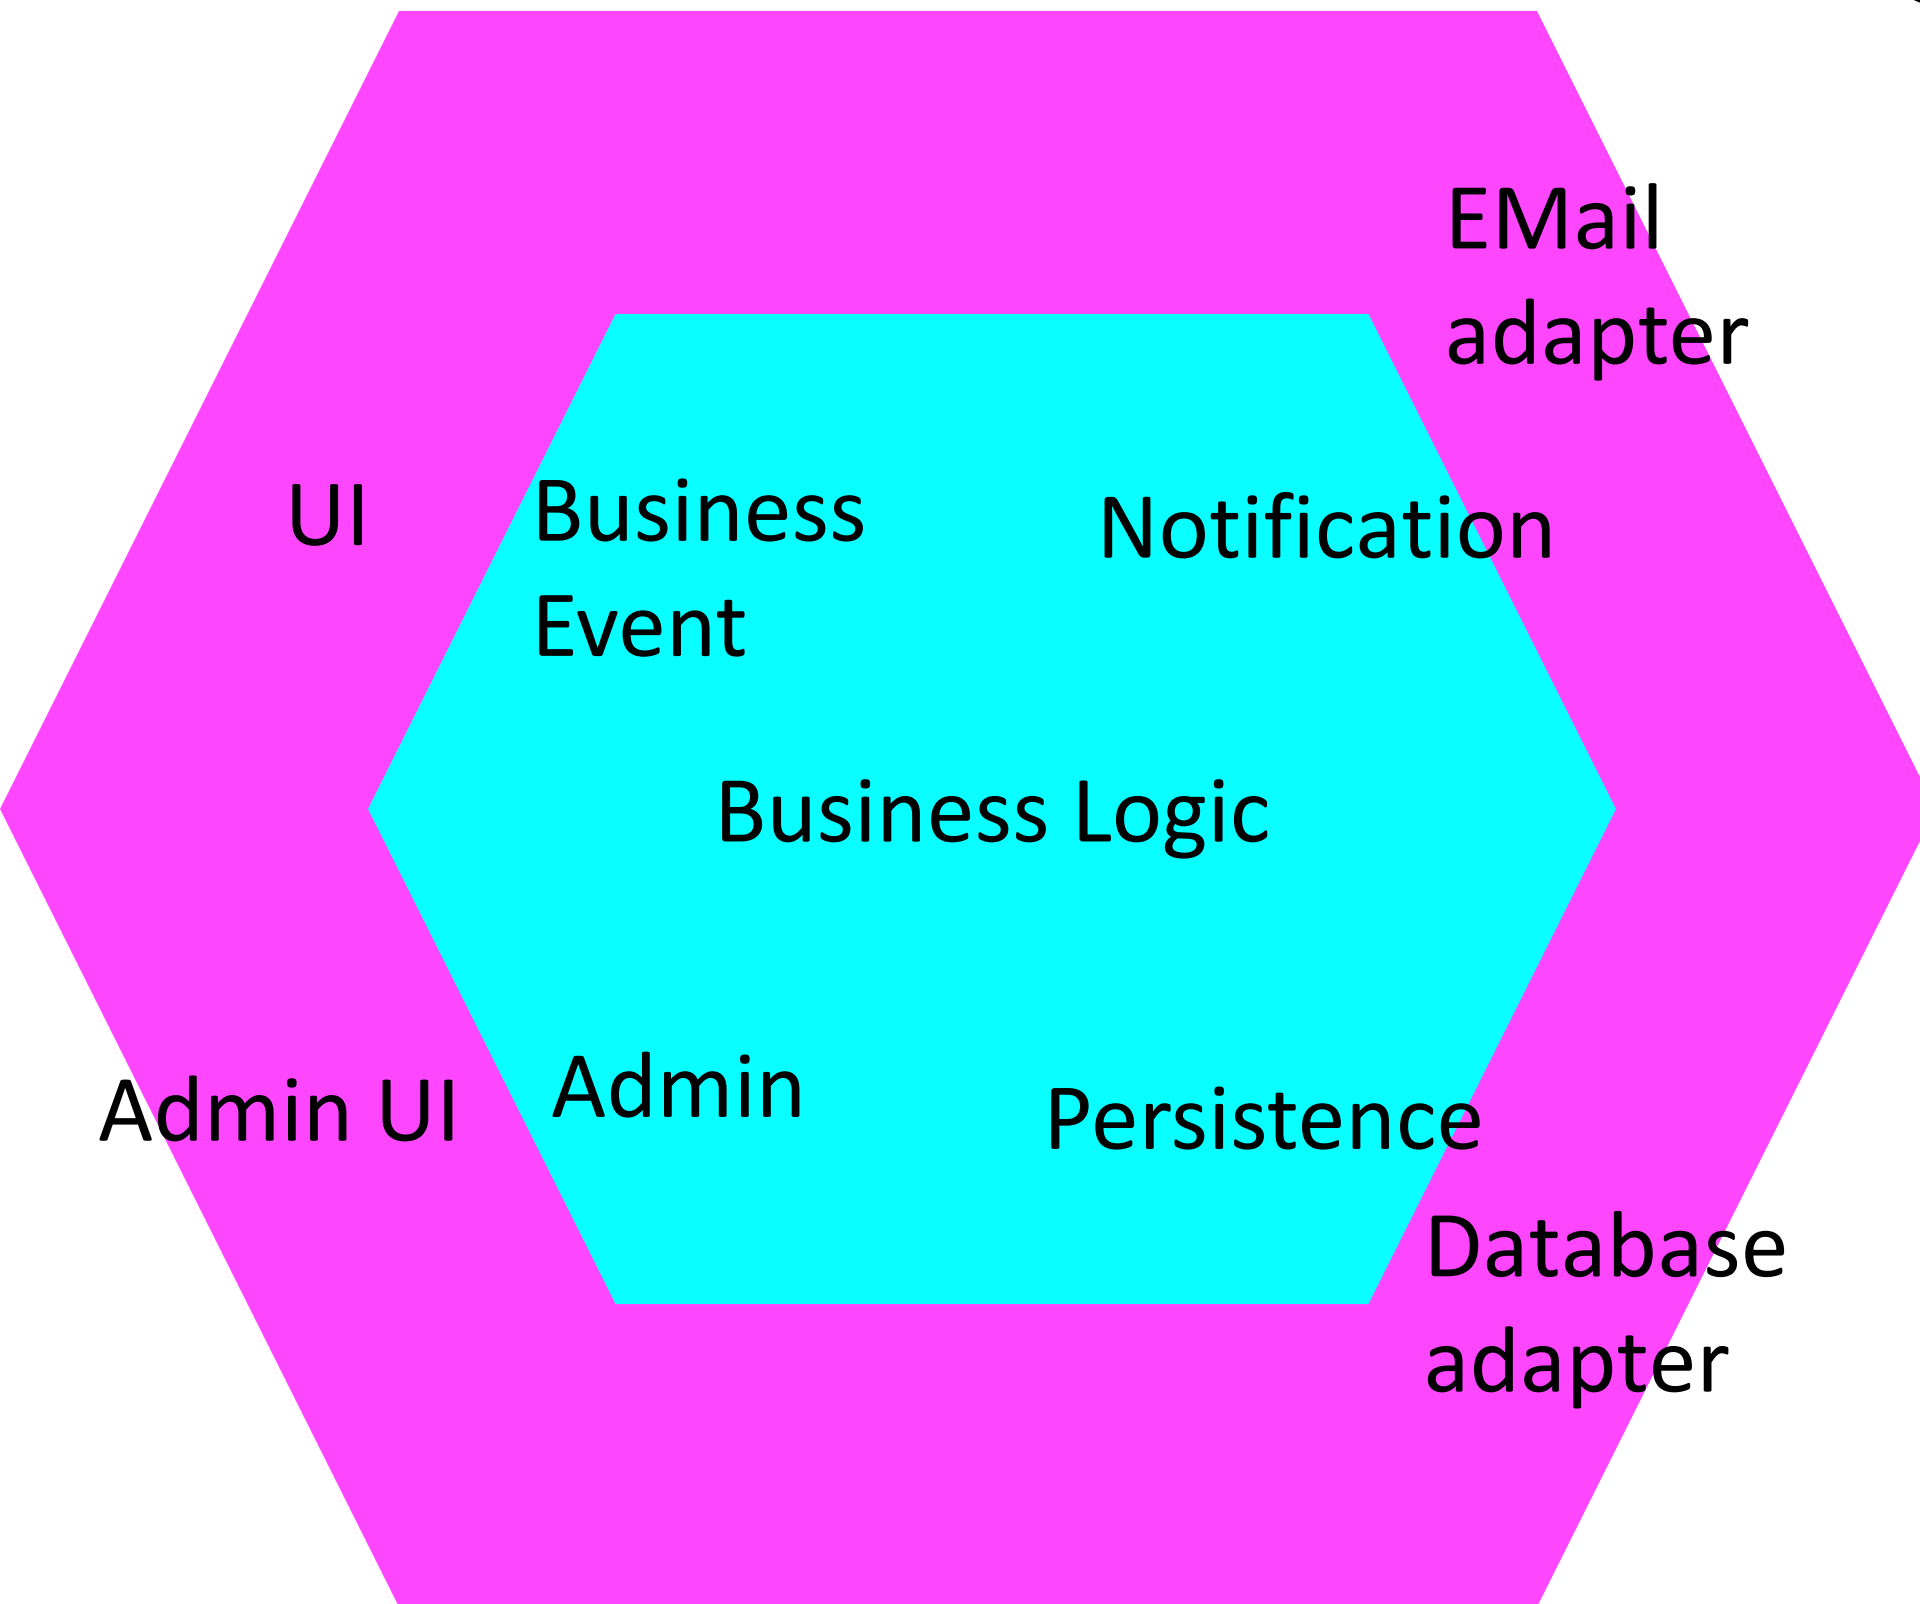 EMail
adapter
UI
Business
Event
Notification
Business Logic
Admin UI
Admin
Persistence
Database
adapter